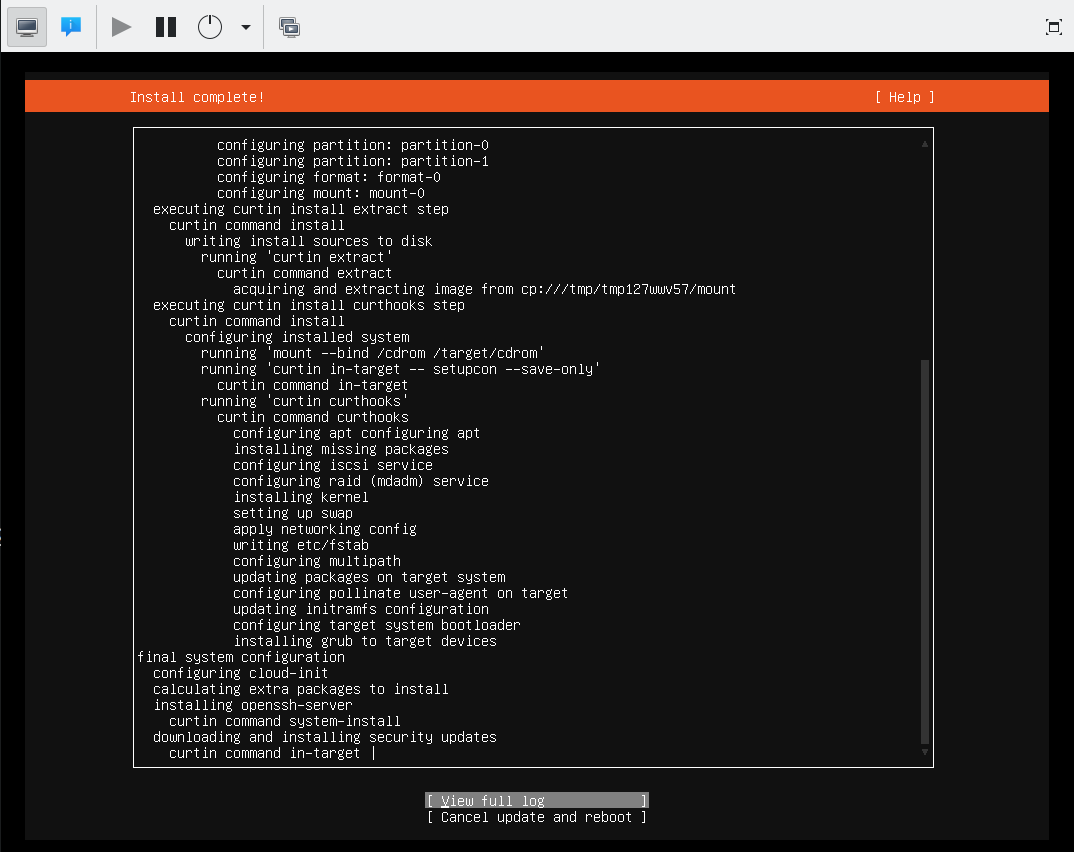 Install complete!
[ Help ]
configuring partition: partition-0
configuring partition: partition-1
configuring format: format-0
configuring mount: mount-0
executing curtin install extract step
curtin command install
writing install sources to disk
running 'curtin extract'
curtin command extract
acquiring and extracting image from cp:///tmp/tmp127wwv57/mount
executing curtin install curthooks step
curtin command install
configuring installed system
running 'mount --bind /cdrom /target/cdrom'
running 'curtin in-target -- setupcon --save-only'
curtin command in-target
running 'curtin curthooks'
curtin command curthooks
configuring apt configuring apt
installing missing packages
configuring iscsi service
configuring raid (mdadm) service
installing kernel
setting up swap
apply networking config
writing etc/fstab
configuring multipath
updating packages on target system
configuring pollinate user-agent on target
updating initramfs configuration
configuring target system bootloader
installing grub to target devices
final system configuration
configuring cloud-init
calculating extra packages to install
installing openssh-server
curtin command system-install
downloading and installing security updates
curtin command in-target |
[ View full log ]
[ Cancel update and reboot ]